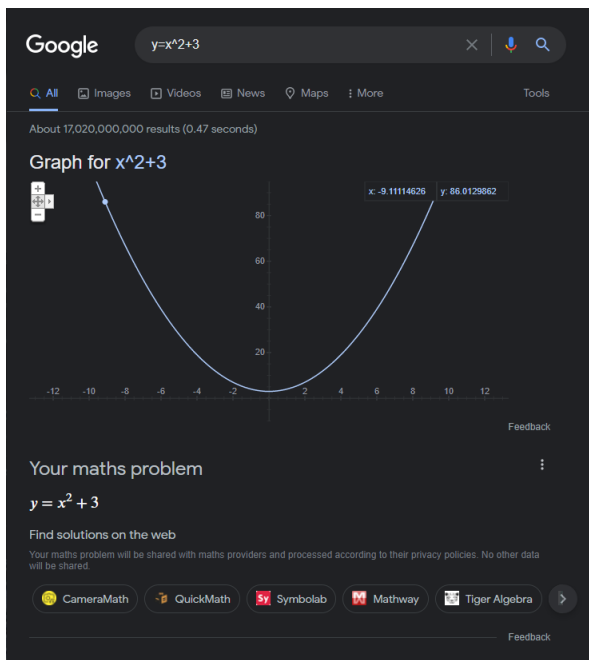 Google
y=x^2+3
All Images Videos News Maps More Tools
About 17,020,000,000 results (0.47 seconds)
Graph for x^2+3
x: -9.11114626 y: 86.0129862
80
60
40
20
-12 -10 -8 -6 -4 -2 2 4 6 8 10 12
Feedback
Your maths problem
y = x² + 3
Find solutions on the web
Your maths problem will be shared with maths providers and processed according to their privacy policies. No other data
will be shared.
CameraMath QuickMath Sy Symbolab Mathway Tiger Algebra
Feedback